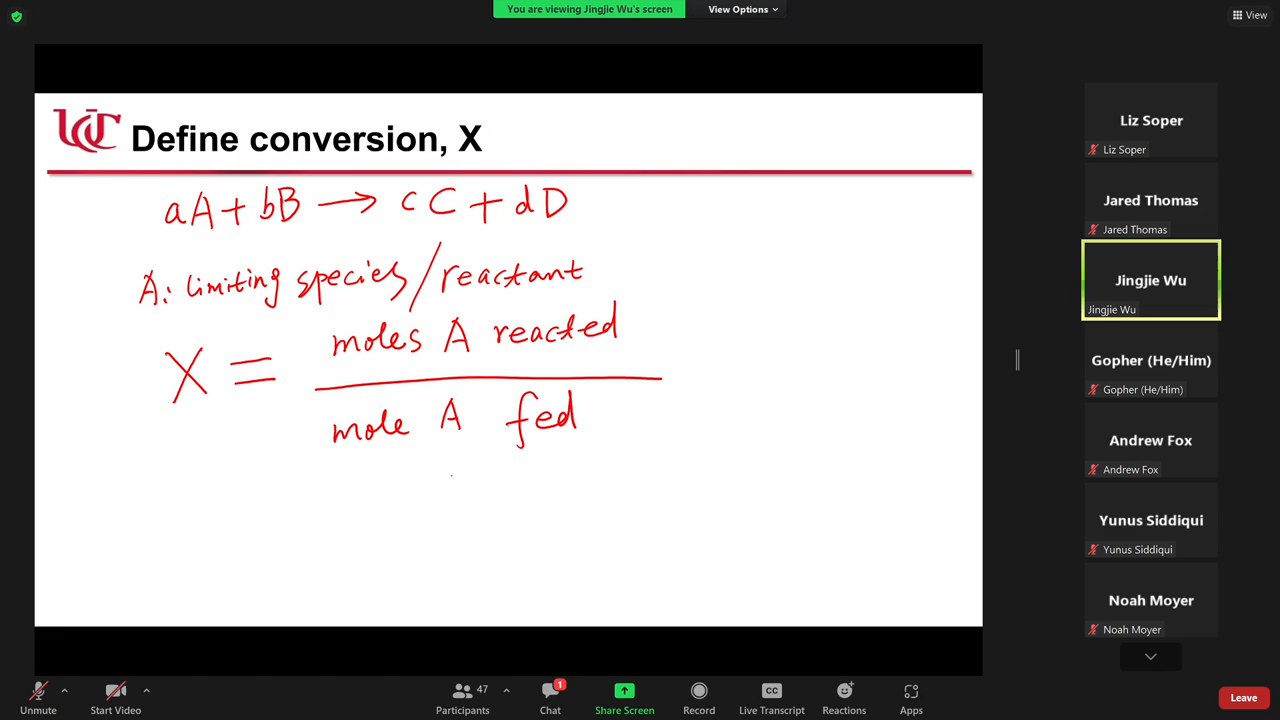 You are viewing Jingjie Wu's screen
View Options
View
UC Define conversion, X
aA + bB → cC + dD
A: limiting species/reactant
X = moles A reacted
mole A fed
Liz Soper
Liz Soper
Jared Thomas
Jared Thomas
Jingjie Wu
Jingjie Wu
Gopher (He/Him)
Gopher (He/Him)
Andrew Fox
Andrew Fox
Yunus Siddiqui
Yunus Siddiqui
Noah Moyer
Noah Moyer
Unmute
Start Video
47
Participants
1
Chat
Share Screen
Record
CC
Live Transcript
Reactions
Apps
Leave